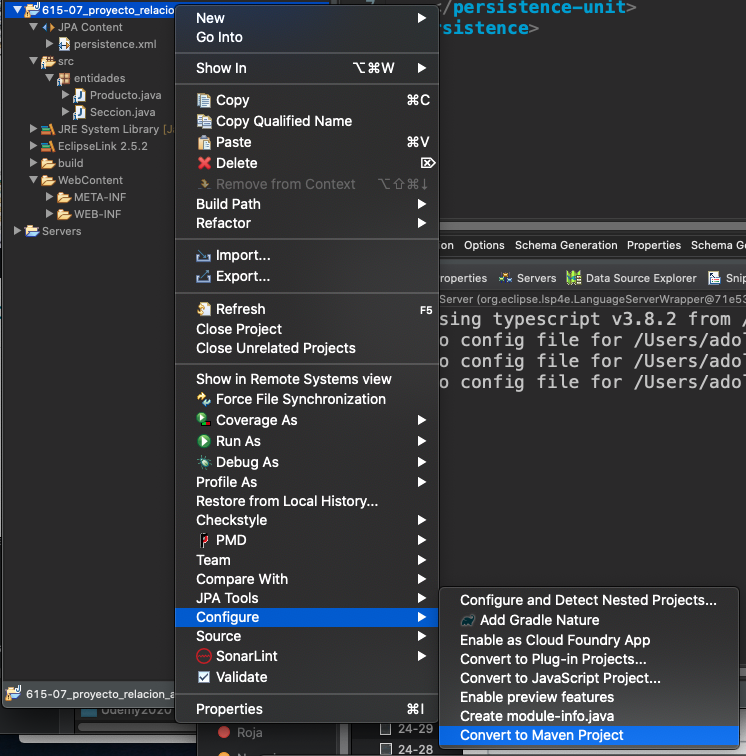 615-07_proyecto_relacio
JPA Content
persistence.xml
src
entidades
Producto.java
Seccion.java
JRE System Library [J
EclipseLink 2.5.2
build
WebContent
META-INF
WEB-INF
Servers
615-07_proyecto_relacion_a
Udemy2020
New
Go Into
Show In ⌥⌘W
Copy ⌘C
Copy Qualified Name
Paste ⌘V
Delete ⌦
Remove from Context ⌥⇧⌘↓
Build Path
Refactor
Import...
Export...
Refresh F5
Close Project
Close Unrelated Projects
Show in Remote Systems view
Force File Synchronization
Coverage As
Run As
Debug As
Profile As
Restore from Local History...
Checkstyle
PMD
Team
Compare With
JPA Tools
Configure
Source
SonarLint
Validate
Properties ⌘I
Configure and Detect Nested Projects...
Add Gradle Nature
Enable as Cloud Foundry App
Convert to Plug-in Projects...
Convert to JavaScript Project...
Enable preview features
Create module-info.java
Convert to Maven Project
7
/persistence-unit>
rsistence>
on Options Schema Generation Properties Schema Ge
roperties Servers Data Source Explorer Snip
Server (org.eclipse.lsp4e.LanguageServerWrapper@71e53
sing typescript v3.8.2 from /
o config file for /Users/ado
o config file for /Users/ado
o config file for /Users/ado
Roja
24-29
24-28